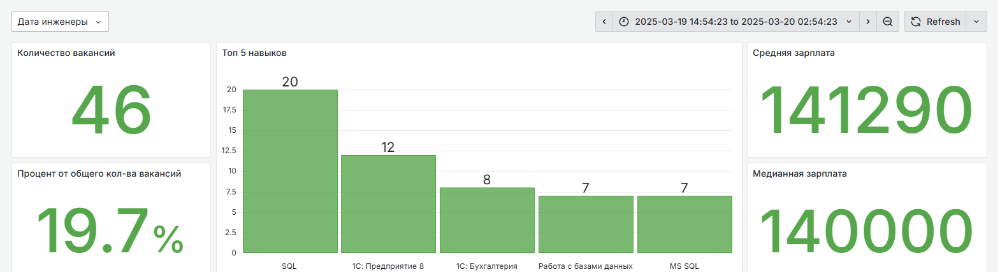 Дата инженеры
2025-03-19 14:54:23 to 2025-03-20 02:54:23
Refresh
Количество вакансий
46
Процент от общего кол-ва вакансий
19.7%
Топ 5 навыков
20
17.5
15
12.5
10
7.5
5
2.5
0
20
12
8
7
7
SQL
1С: Предприятие 8
1С: Бухгалтерия
Работа с базами данных
MS SQL
Средняя зарплата
141290
Медианная зарплата
140000